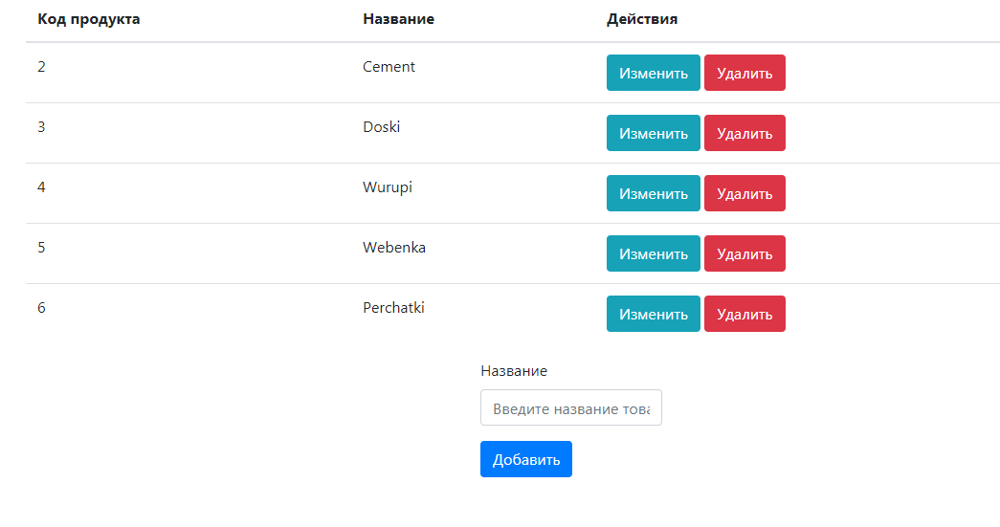 Код продукта Название Действия
2 Cement Изменить Удалить
3 Doski Изменить Удалить
4 Wurupi Изменить Удалить
5 Webenka Изменить Удалить
6 Perchatki Изменить Удалить
Название
Введите название това
Добавить